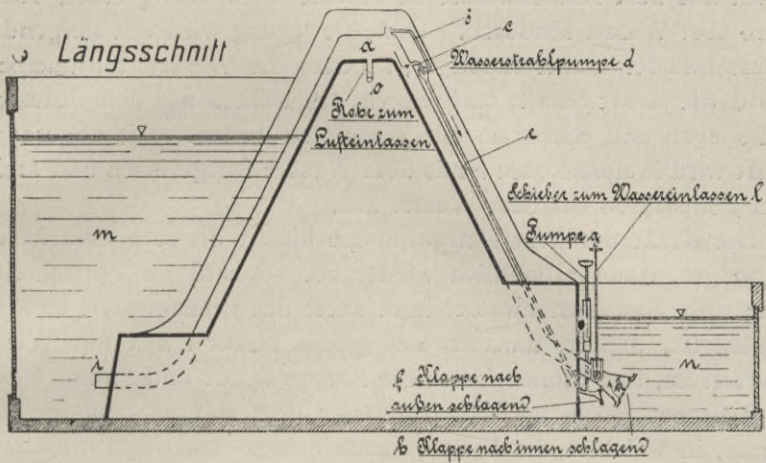 Längsschnitt
b
c
a
Wasserstrahlpumpe d
o
Rohr zum
Lufteinlassen
e
Schieber zum Wassereinlassen l
Pumpe g
m
n
i
f Klappe nach
außen schlagend
h Klappe nach innen schlagend